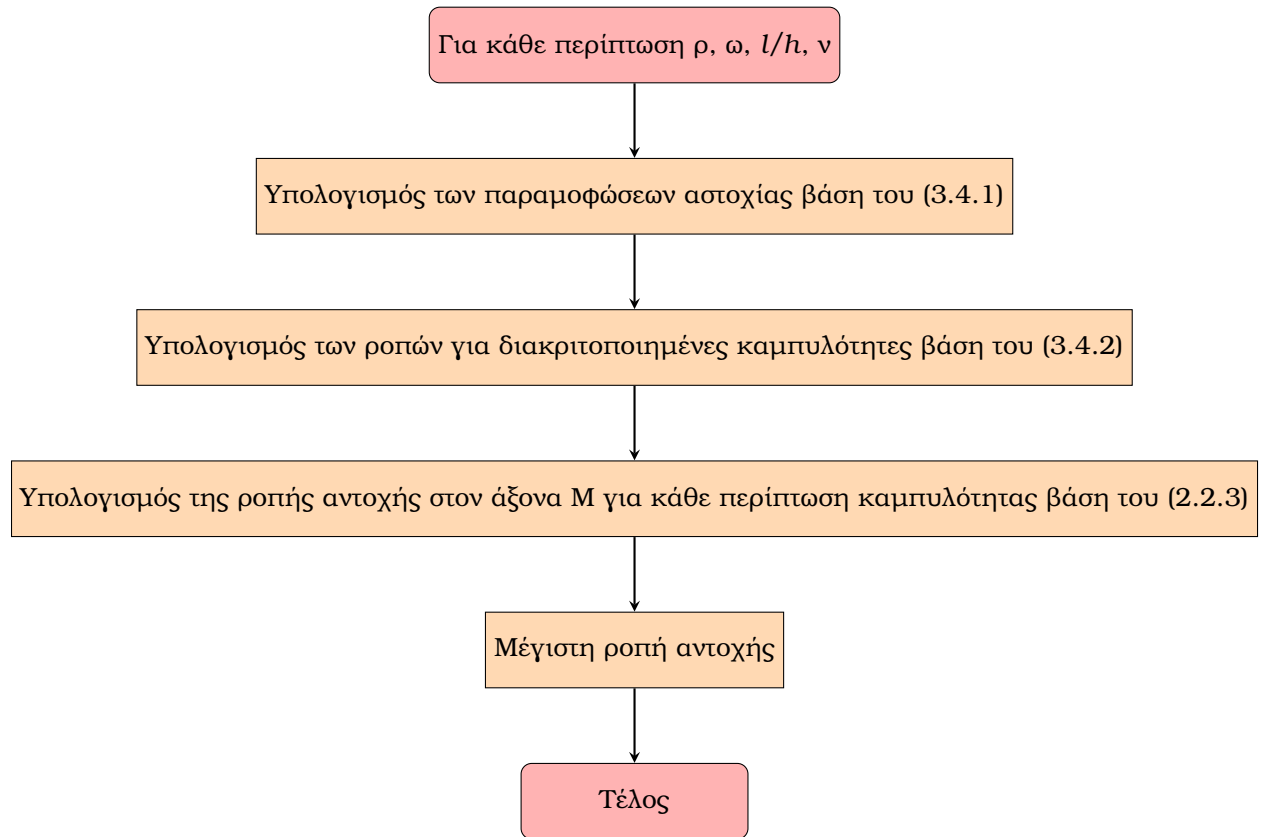 Για κάθε περίπτωση ρ, ω, l/h, ν
Υπολογισμός των παραμοφώσεων αστοχίας βάση του (3.4.1)
Υπολογισμός των ροπών για διακριτοποιημένες καμπυλότητες βάση του (3.4.2)
Υπολογισμός της ροπής αντοχής στον άξονα Μ για κάθε περίπτωση καμπυλότητας βάση του (2.2.3)
Μέγιστη ροπή αντοχής
Τέλος